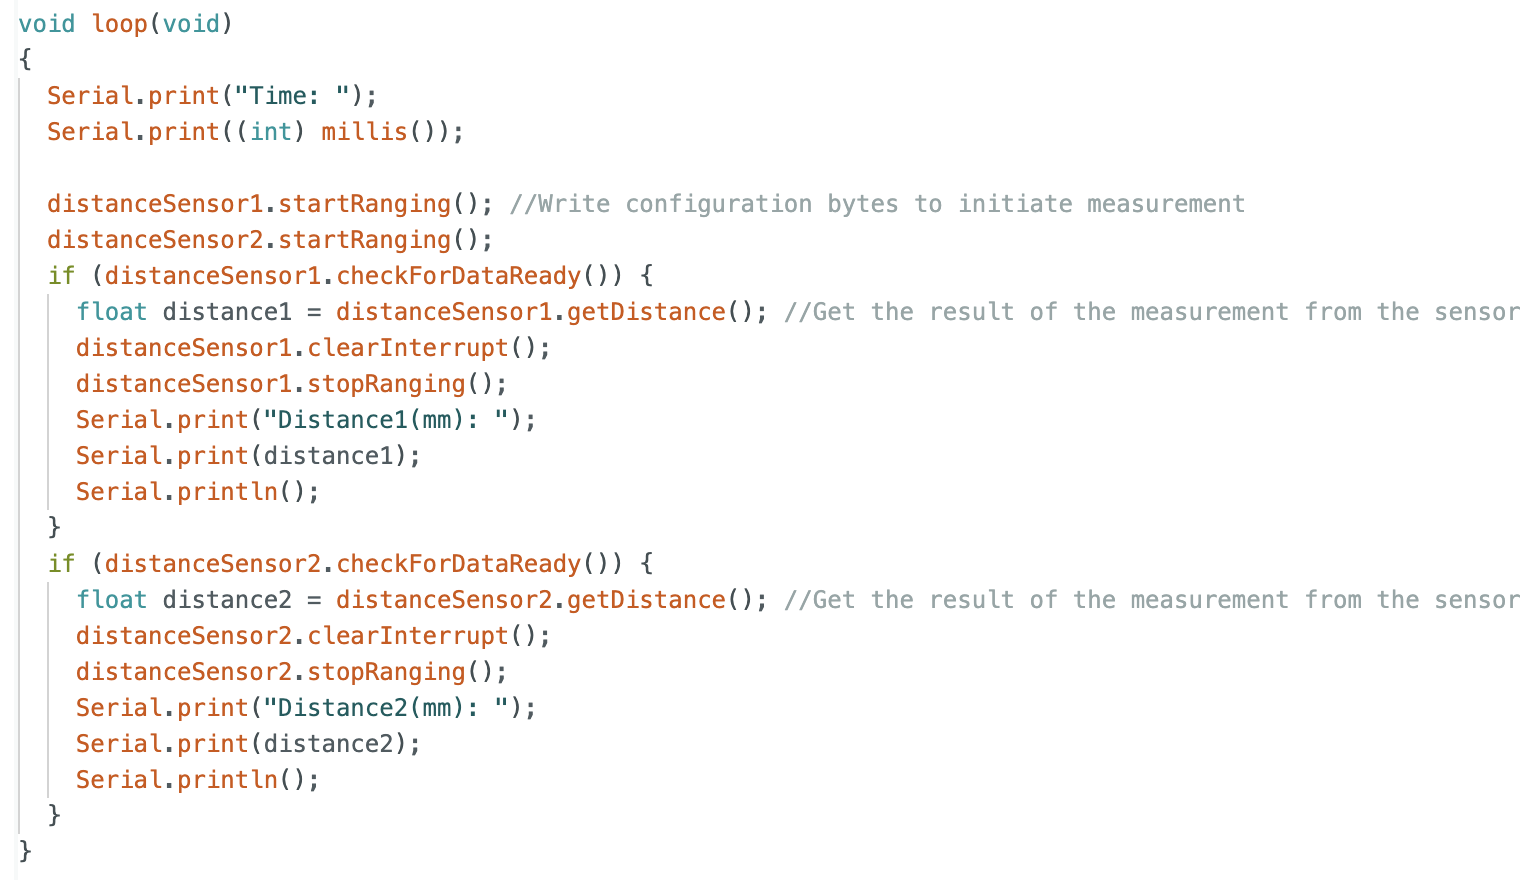 void loop(void)
{
  Serial.print("Time: ");
  Serial.print((int) millis());

  distanceSensor1.startRanging(); //Write configuration bytes to initiate measurement
  distanceSensor2.startRanging();
  if (distanceSensor1.checkForDataReady()) {
    float distance1 = distanceSensor1.getDistance(); //Get the result of the measurement from the sensor
    distanceSensor1.clearInterrupt();
    distanceSensor1.stopRanging();
    Serial.print("Distance1(mm): ");
    Serial.print(distance1);
    Serial.println();
  }
  if (distanceSensor2.checkForDataReady()) {
    float distance2 = distanceSensor2.getDistance(); //Get the result of the measurement from the sensor
    distanceSensor2.clearInterrupt();
    distanceSensor2.stopRanging();
    Serial.print("Distance2(mm): ");
    Serial.print(distance2);
    Serial.println();
  }
}